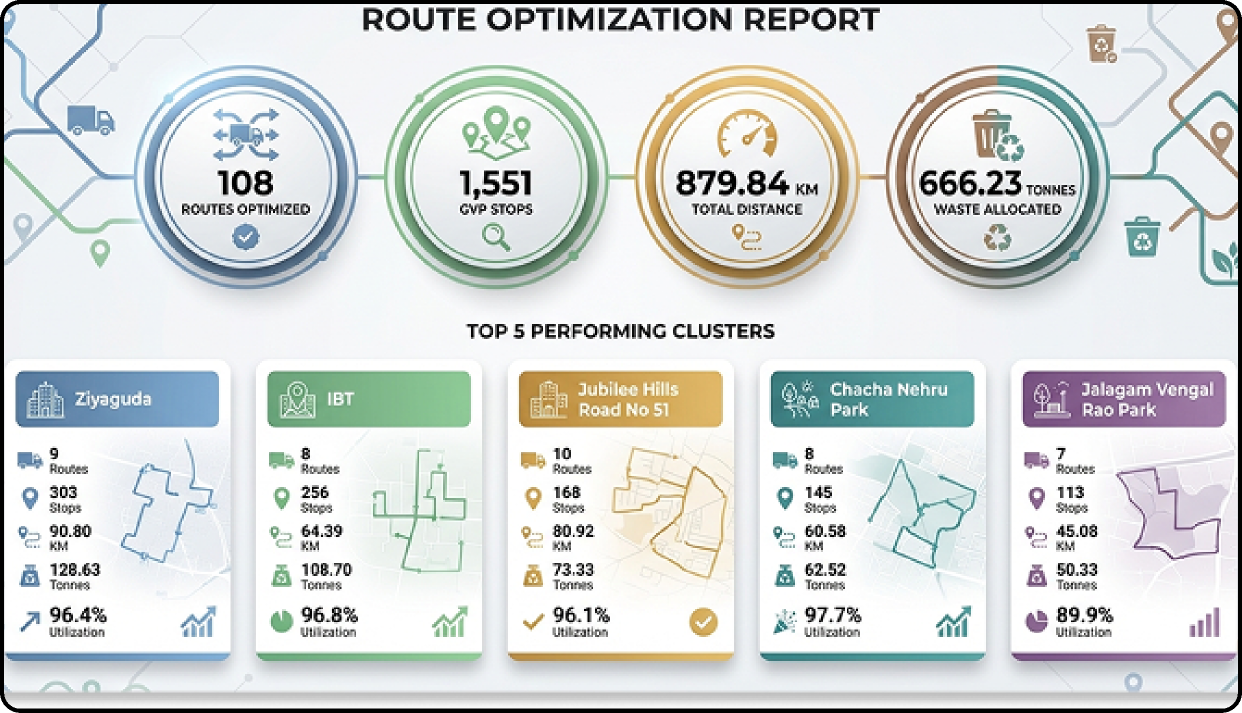 ROUTE OPTIMIZATION REPORT
108
ROUTES OPTIMIZED
1,551
GVP STOPS
879.84 KM
TOTAL DISTANCE
666.23 TONNES
WASTE ALLOCATED
TOP 5 PERFORMING CLUSTERS
Ziyaguda
9
Routes
303
Stops
90.80
KM
128.63
Tonnes
96.4%
Utilization
IBT
8
Routes
256
Stops
64.39
KM
108.70
Tonnes
96.8%
Utilization
Jubilee Hills
Road No 51
10
Routes
168
Stops
80.92
KM
73.33
Tonnes
96.1%
Utilization
Chacha Nehru
Park
8
Routes
145
Stops
60.58
KM
62.52
Tonnes
97.7%
Utilization
Jalagam Vengal
Rao Park
7
Routes
113
Stops
45.08
KM
50.33
Tonnes
89.9%
Utilization